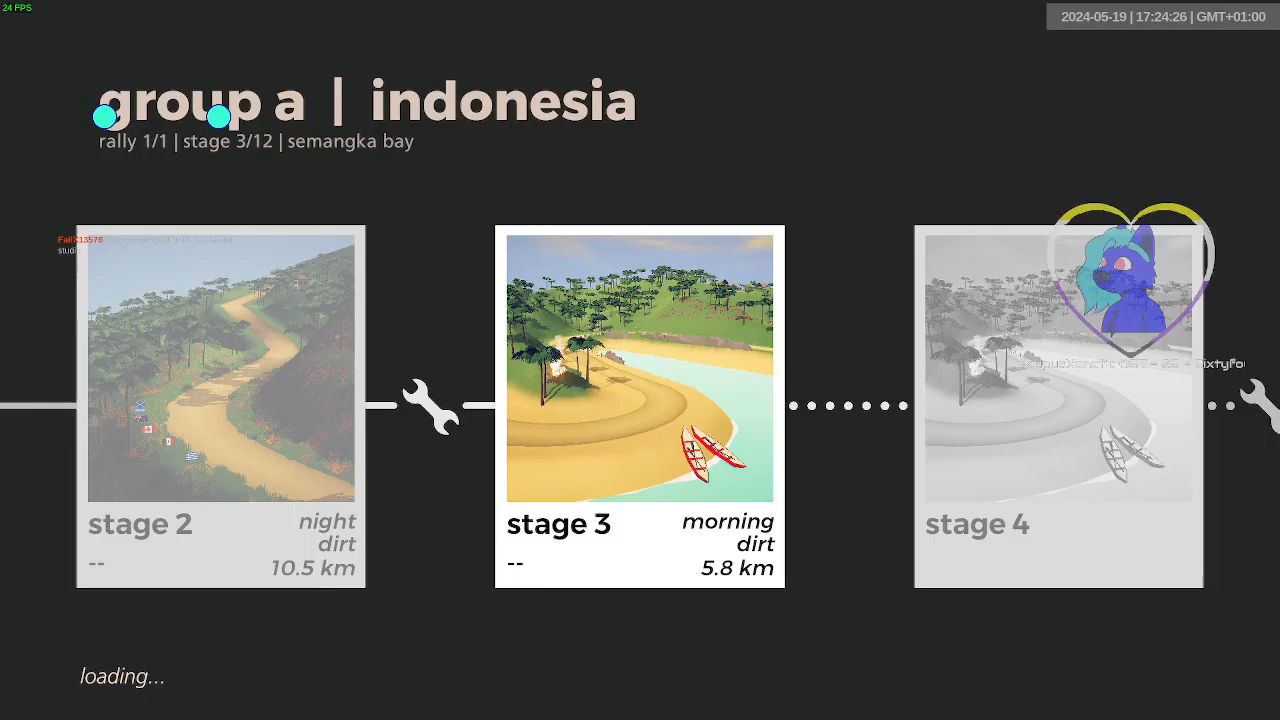 24 FPS
2024-05-19 | 17:24:26 | GMT+01:00
group a | indonesia
rally 1/1 | stage 3/12 | semangka bay
studi
stage 2
night
dirt
--
10.5 km
stage 3
morning
dirt
--
5.8 km
stage 4
loading...